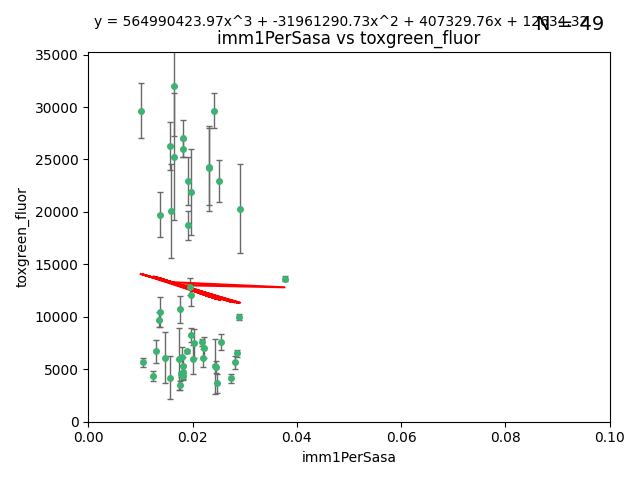 y = 564990423.97x^3 + -31961290.73x^2 + 407329.76x + 12634.32
N = 49
imm1PerSasa vs toxgreen_fluor
35000
30000
25000
20000
15000
10000
5000
0
toxgreen_fluor
0.00 0.02 0.04 0.06 0.08 0.10
imm1PerSasa